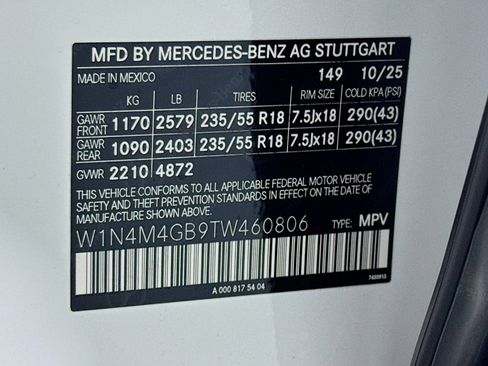 MFD BY MERCEDES-BENZ AG STUTTGART
MADE IN MEXICO 149 10/25
KG LB TIRES RIM SIZE COLD KPA(PSI)
GAWR FRONT 1170 2579 235/55 R18 7.5Jx18 290(43)
GAWR REAR 1090 2403 235/55 R18 7.5Jx18 290(43)
GVWR 2210 4872
THIS VEHICLE CONFORMS TO ALL APPLICABLE FEDERAL MOTOR VEHICLE
SAFETY AND THEFT PREVENTION STANDARDS IN EFFECT ON THE DATE OF
MANUFACTURE SHOWN ABOVE.
W1N4M4GB9TW460806 TYPE: MPV
A 000 817 54 04